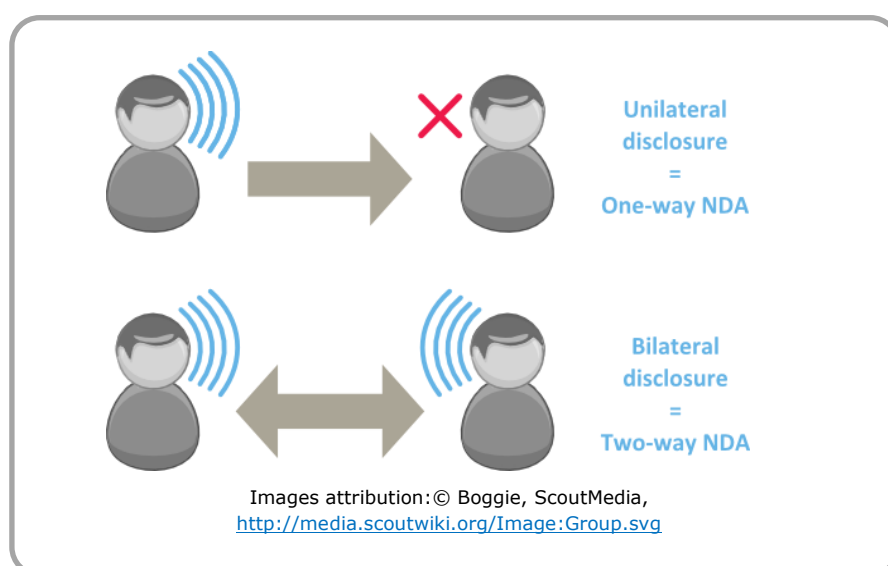 Unilateral
disclosure
=
One-way NDA
Bilateral
disclosure
=
Two-way NDA
Images attribution:© Boggie, ScoutMedia,
http://media.scoutwiki.org/Image:Group.svg